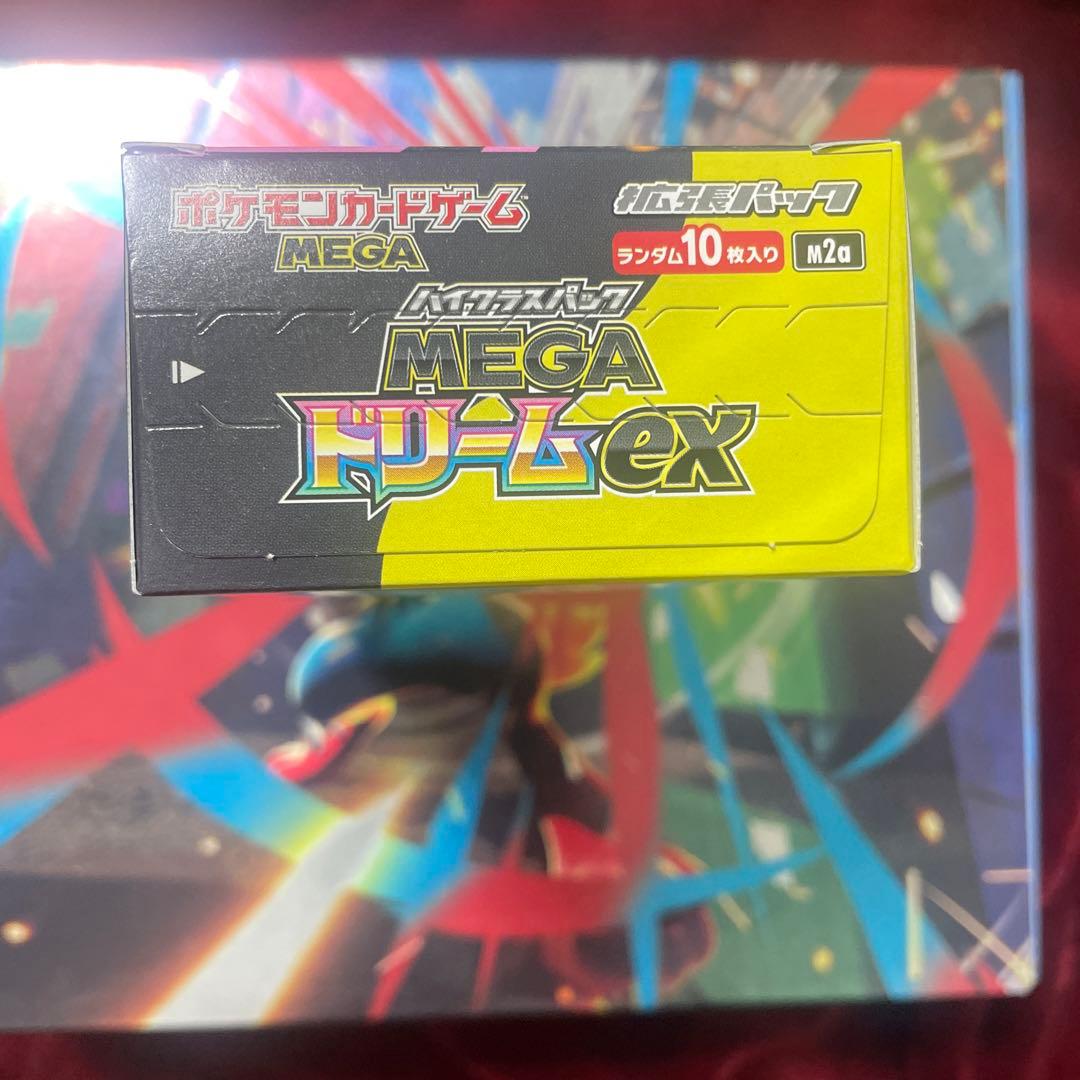 ポケモンカードゲーム
MEGA
拡張パック
ランダム10枚入り
M2a
ハイクラスパック
MEGA
ドリームex